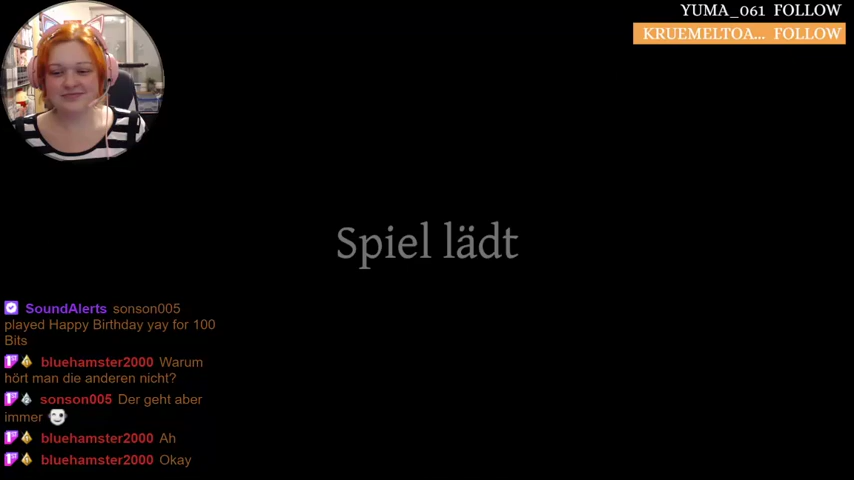 YUMA_061 FOLLOW
KRUEMELTOA... FOLLOW
Spiel lädt
SoundAlerts sonson005
played Happy Birthday yay for 100
Bits
bluehamster2000 Warum
hört man die anderen nicht?
sonson005 Der geht aber
immer
bluehamster2000 Ah
bluehamster2000 Okay